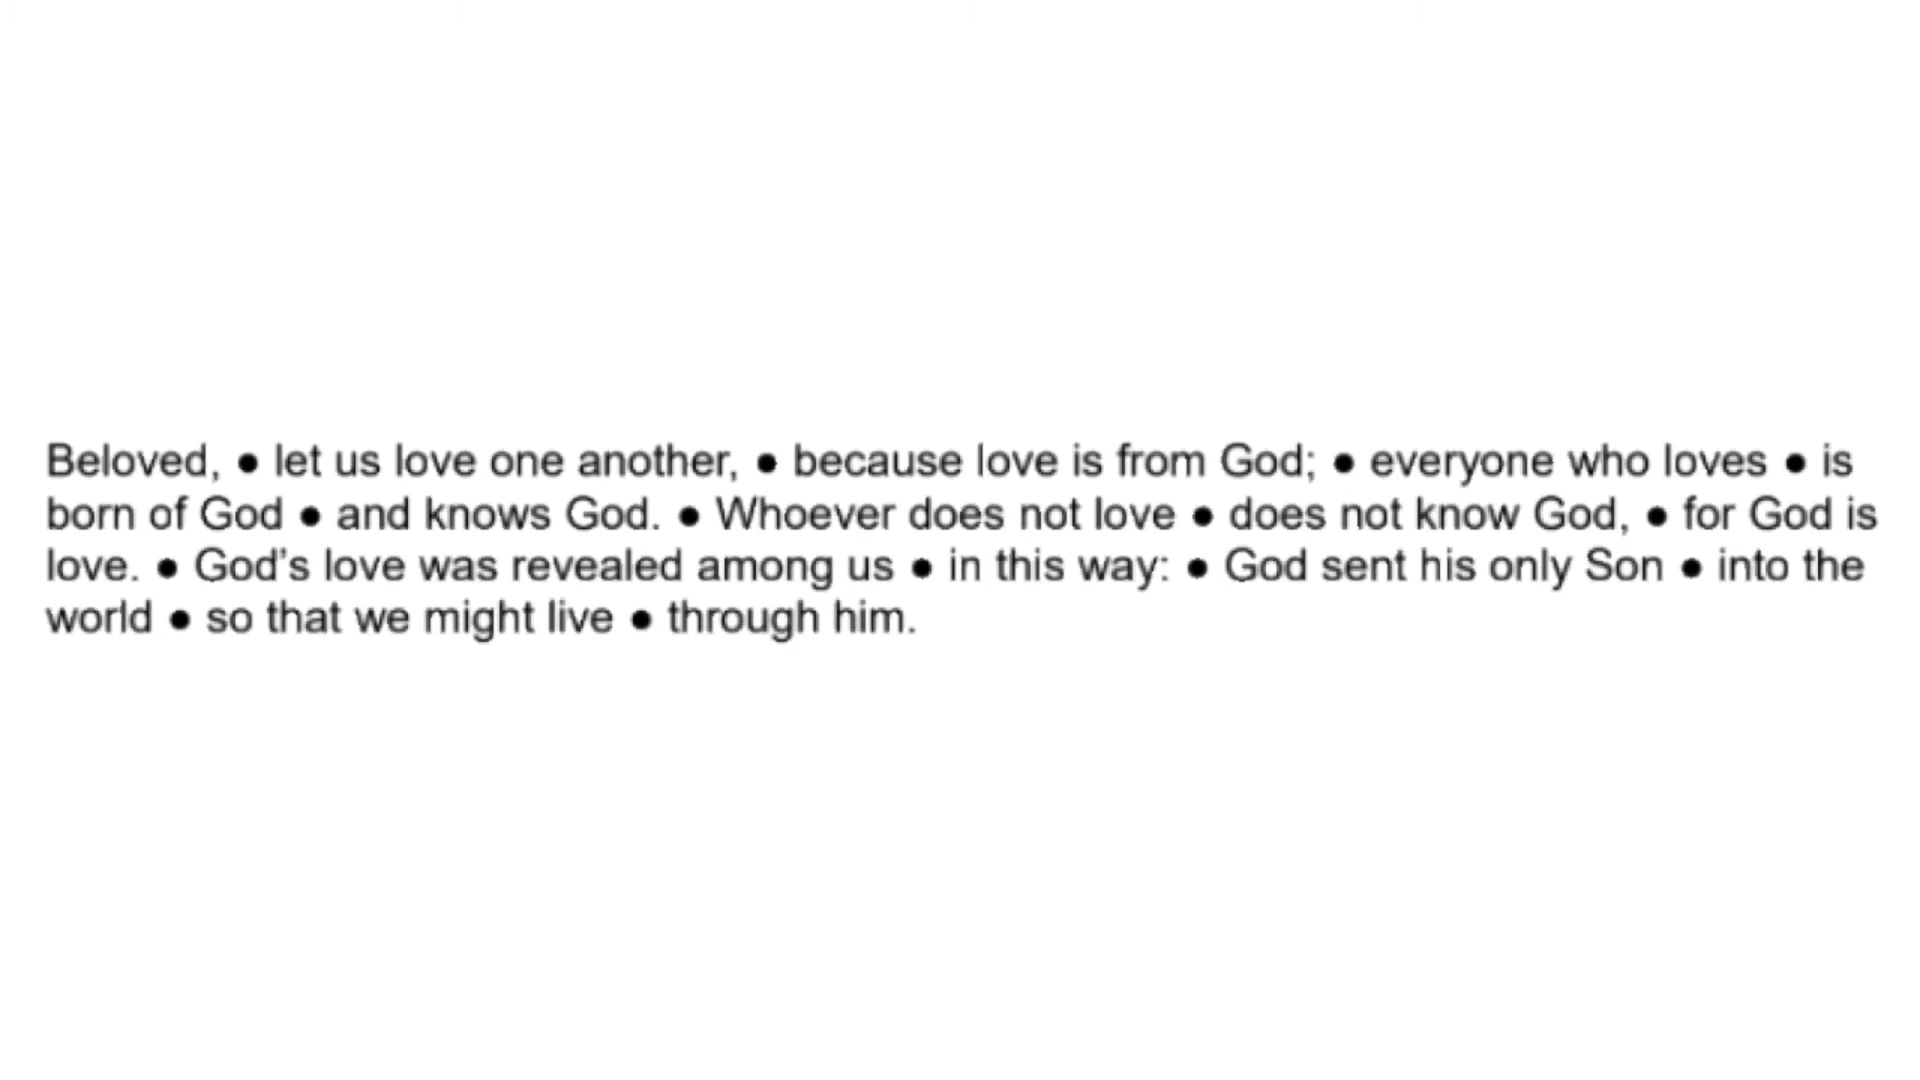 Beloved, ● let us love one another, ● because love is from God; ● everyone who loves ● is
born of God ● and knows God. ● Whoever does not love ● does not know God, ● for God is
love. ● God’s love was revealed among us ● in this way: ● God sent his only Son ● into the
world ● so that we might live ● through him.